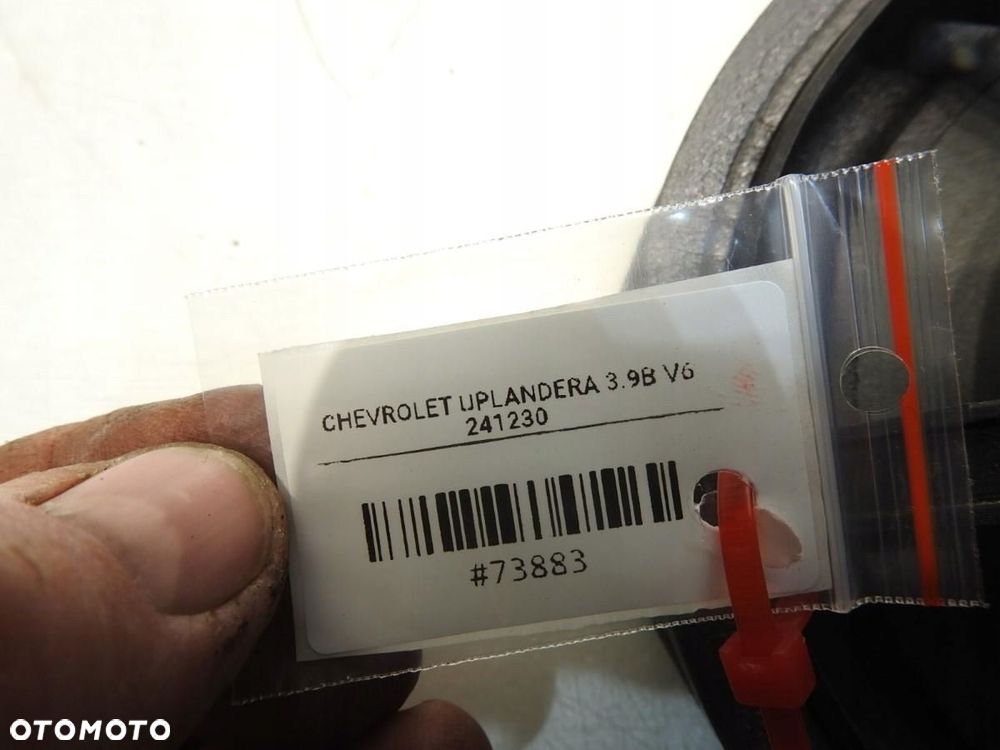 CHEVROLET UPLANDERA 3.9B V6
241230
#73883
OTOMOTO